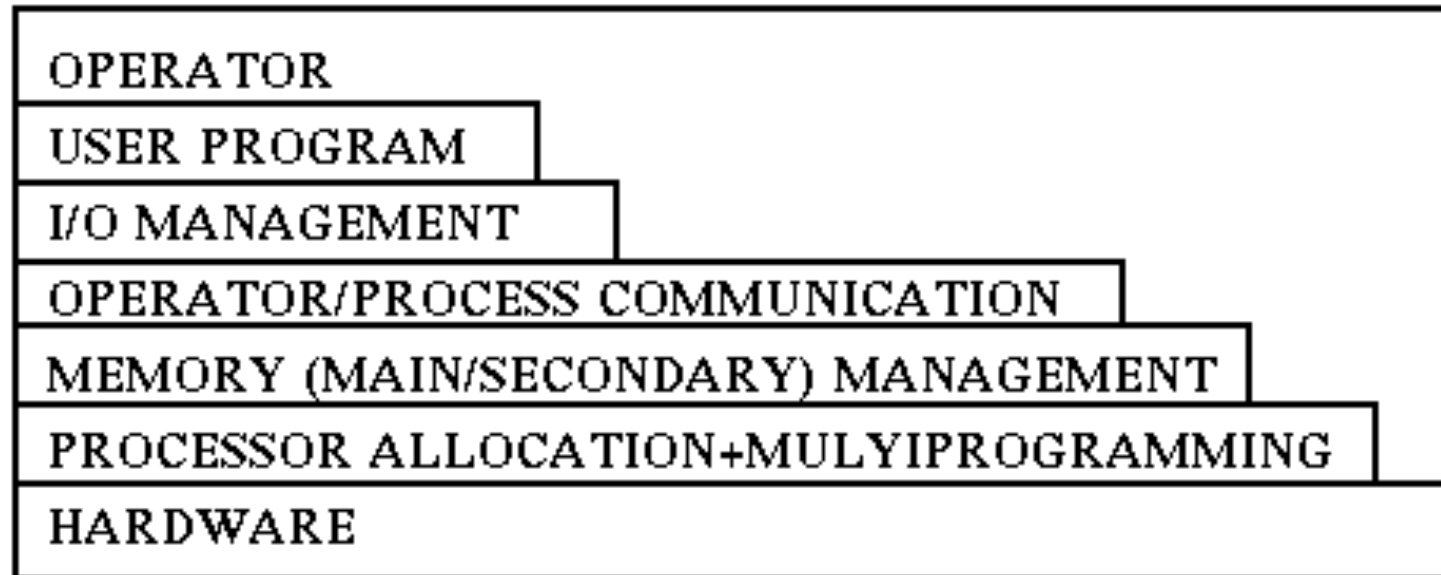 OPERATOR
USER PROGRAM
I/O MANAGEMENT
OPERATOR/PROCESS COMMUNICATION
MEMORY (MAIN/SECONDARY) MANAGEMENT
PROCESSOR ALLOCATION+MULYIPROGRAMMING
HARDWARE